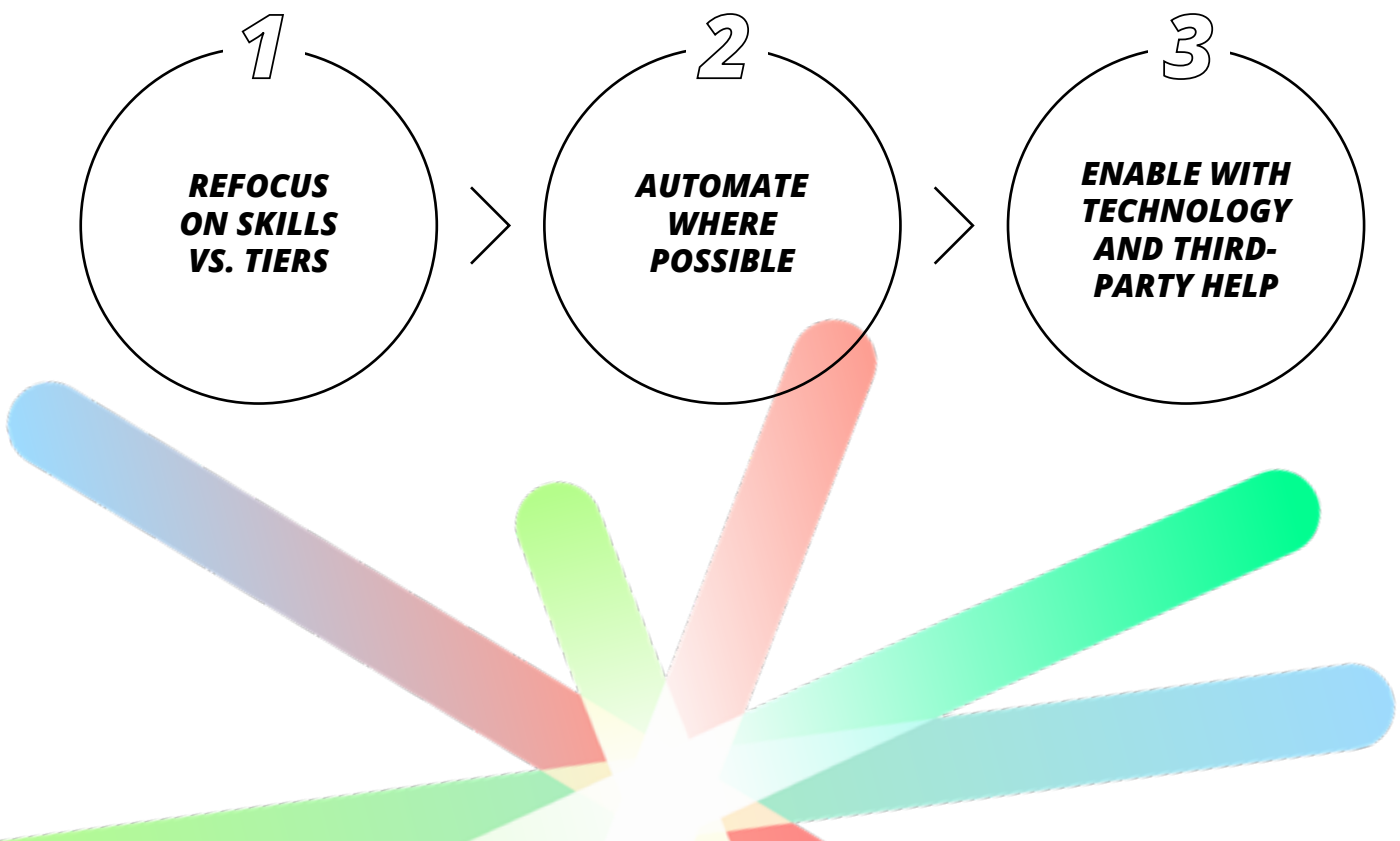 1
REFOCUS
ON SKILLS
VS. TIERS
2
AUTOMATE
WHERE
POSSIBLE
3
ENABLE WITH
TECHNOLOGY
AND THIRD-
PARTY HELP